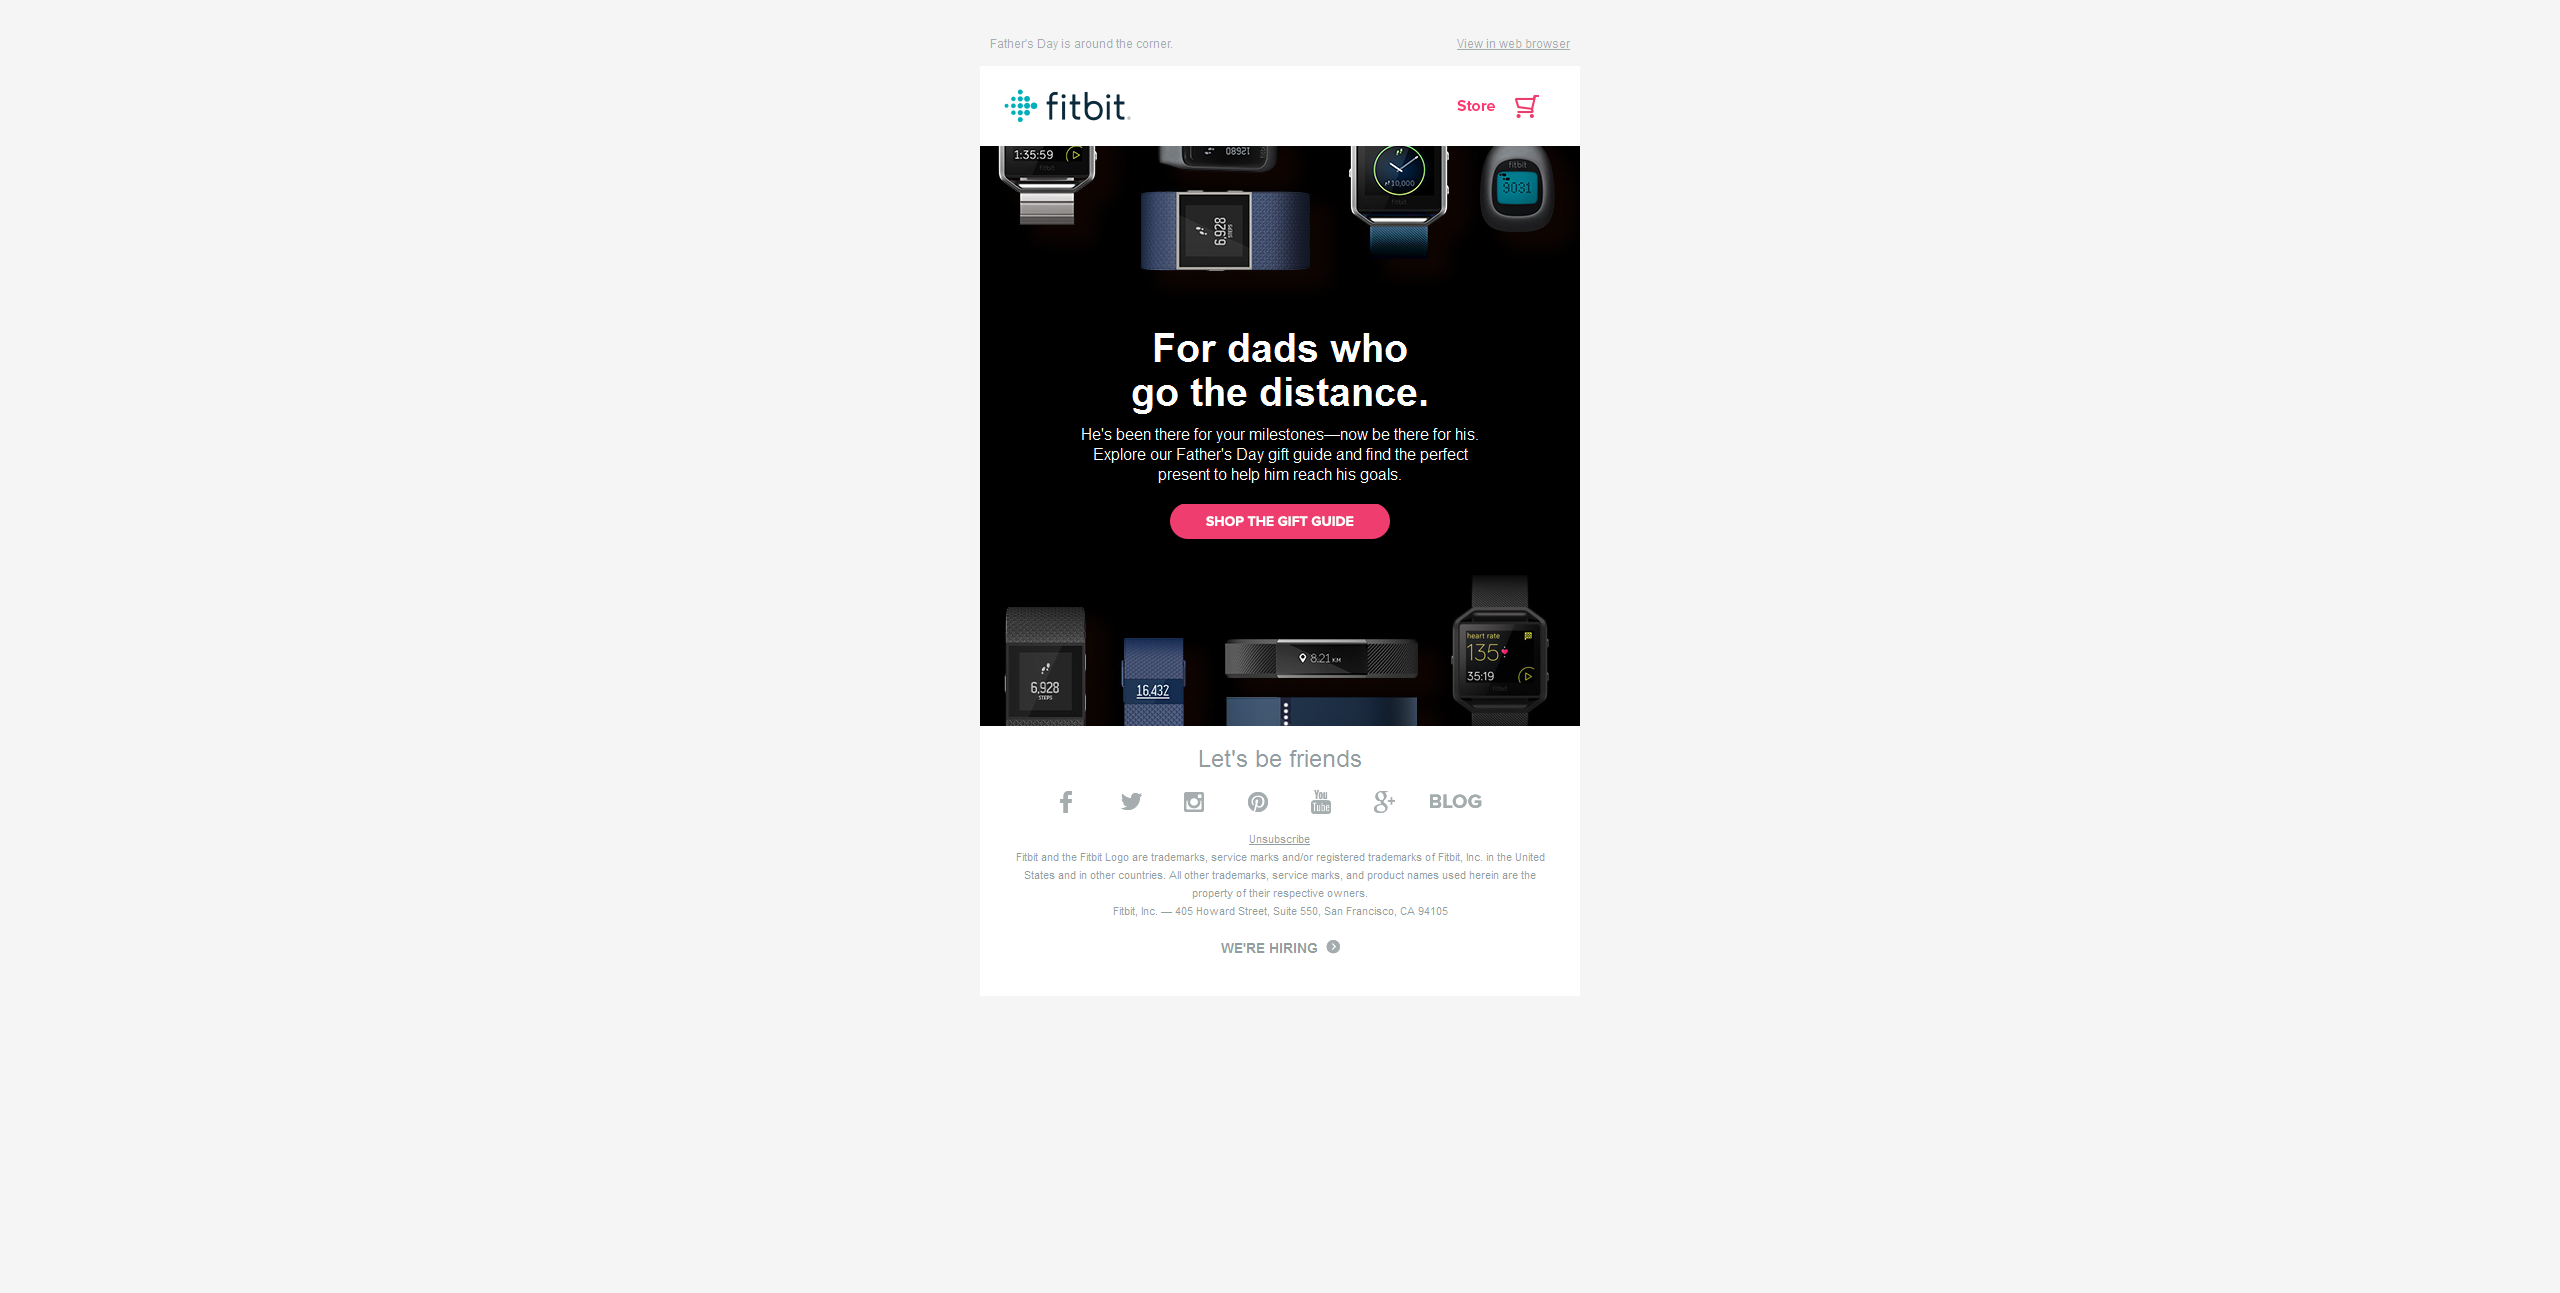 Father's Day is around the corner.
View in web browser
fitbit.
Store
1:35:59
08921
10,000
fitbit
9031
6,928
STEPS
For dads who
go the distance.
He's been there for your milestones—now be there for his.
Explore our Father's Day gift guide and find the perfect
present to help him reach his goals.
SHOP THE GIFT GUIDE
heart rate
135
35:19
8.21 KM
6,928
STEPS
16,432
Let's be friends
You
Tube
g+
BLOG
Unsubscribe
Fitbit and the Fitbit Logo are trademarks, service marks and/or registered trademarks of Fitbit, Inc. in the United
States and in other countries. All other trademarks, service marks, and product names used herein are the
property of their respective owners.
Fitbit, Inc. — 405 Howard Street, Suite 550, San Francisco, CA 94105
WE'RE HIRING